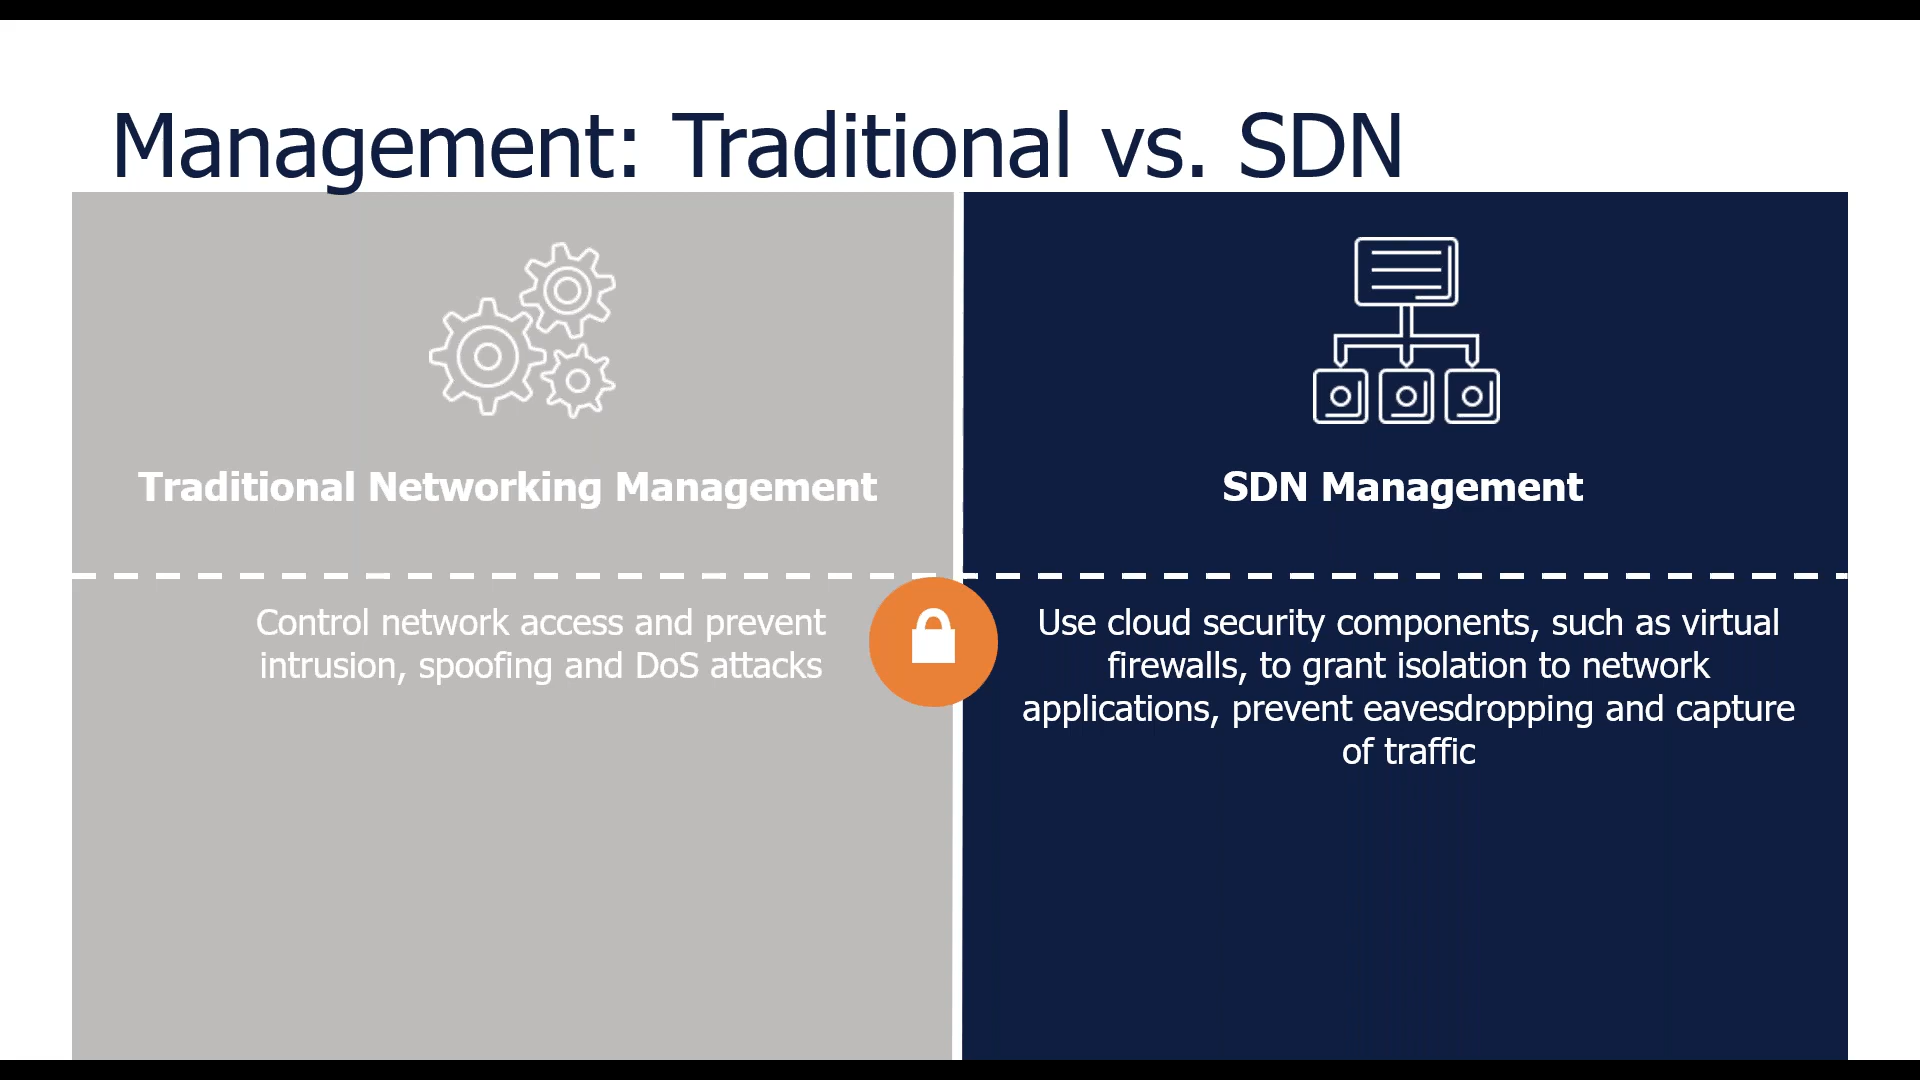 Management: Traditional vs. SDN
Traditional Networking Management
Control network access and prevent
intrusion, spoofing and DoS attacks
SDN Management
Use cloud security components, such as virtual
firewalls, to grant isolation to network
applications, prevent eavesdropping and capture
of traffic